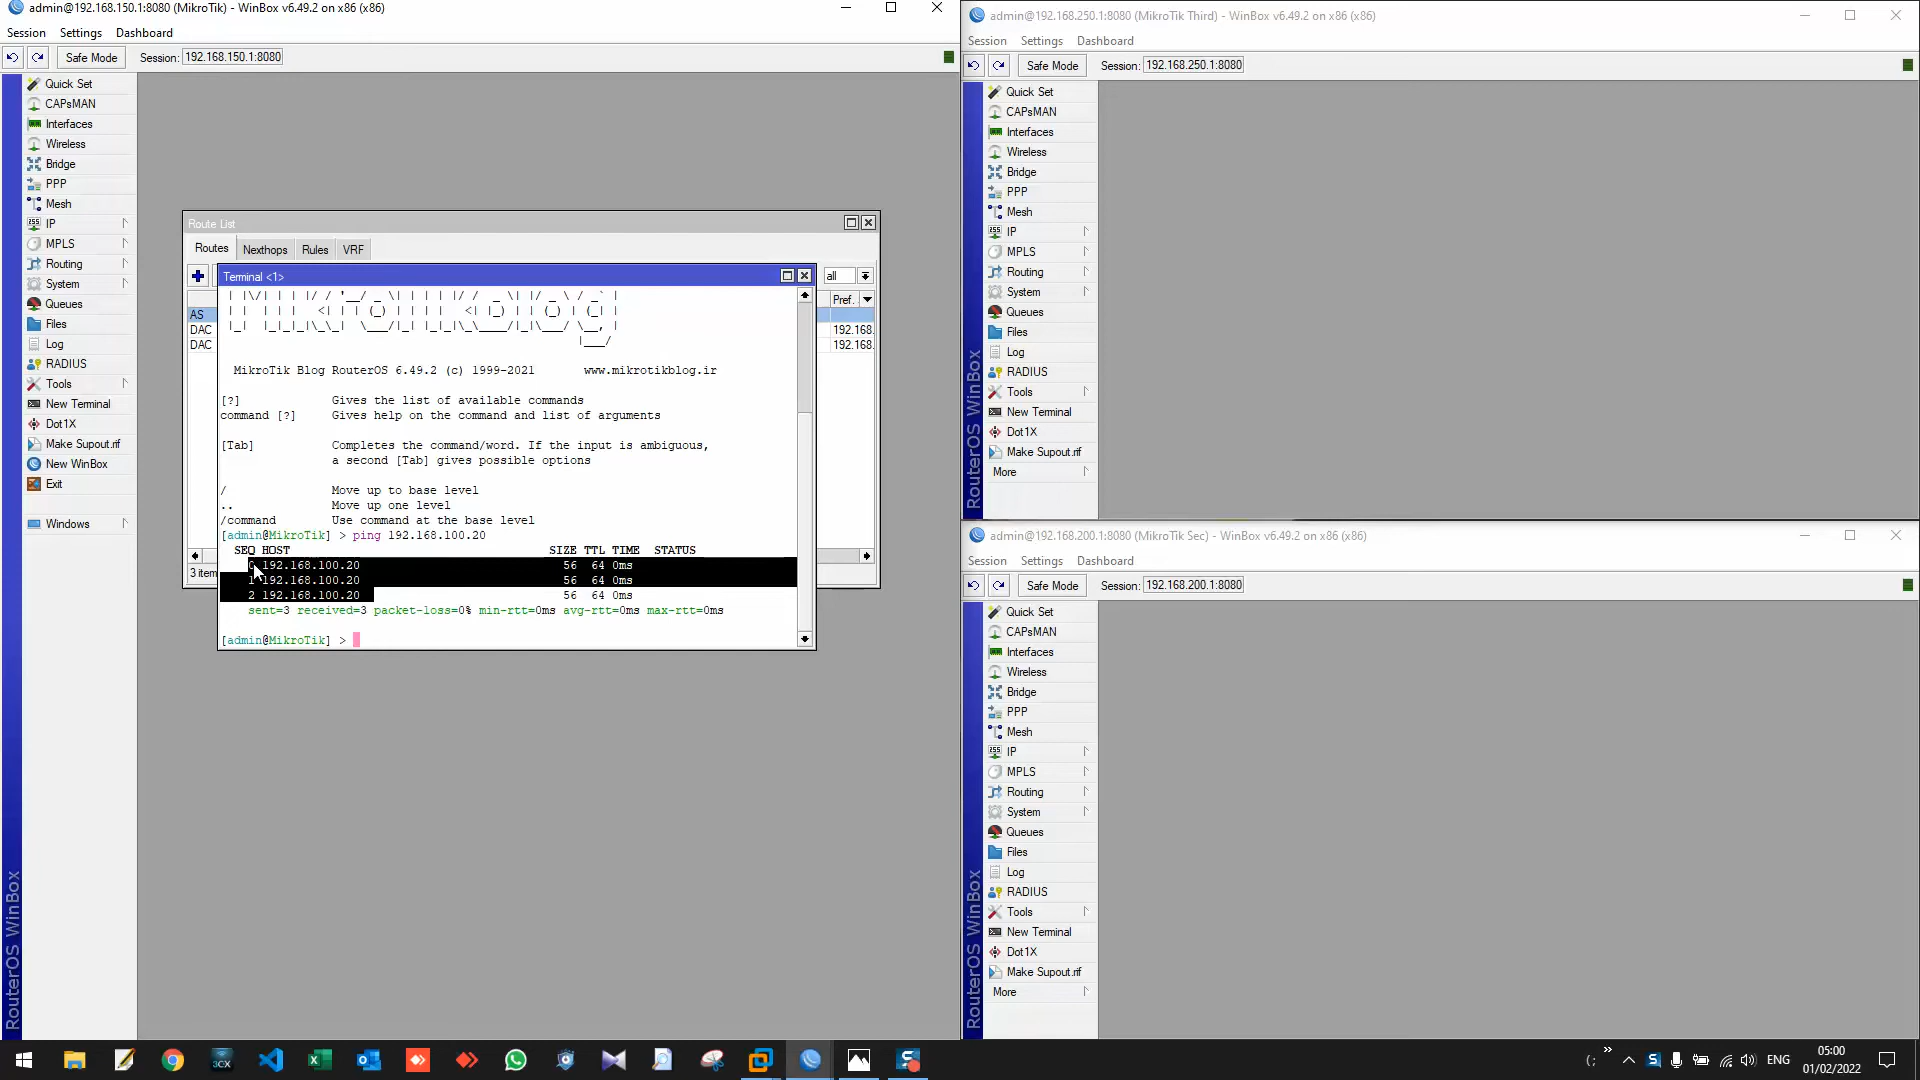 admin@192.168.150.1:8080 (MikroTik) - WinBox v6.49.2 on x86 (x86)
Session Settings Dashboard
Safe Mode Session: 192.168.150.1:8080
Quick Set
CAPsMAN
Interfaces
Wireless
Bridge
PPP
Mesh
IP
MPLS
Routing
System
Queues
Files
Log
RADIUS
Tools
New Terminal
Dot1X
Make Supout.rif
New WinBox
Exit
Windows
RouterOS WinBox
Route List
Routes Nexthops Rules VRF
all
Pref.
AS
DAC 192.168.
DAC 192.168.
3 item
Terminal <1>
MikroTik Blog RouterOS 6.49.2 (c) 1999-2021 www.mikrotikblog.ir
[?] Gives the list of available commands
command [?] Gives help on the command and list of arguments
[Tab] Completes the command/word. If the input is ambiguous,
a second [Tab] gives possible options
/ Move up to base level
.. Move up one level
/command Use command at the base level
[admin@MikroTik] > ping 192.168.100.20
SEQ HOST SIZE TTL TIME STATUS
0 192.168.100.20 56 64 0ms
1 192.168.100.20 56 64 0ms
2 192.168.100.20 56 64 0ms
sent=3 received=3 packet-loss=0% min-rtt=0ms avg-rtt=0ms max-rtt=0ms
[admin@MikroTik] >
admin@192.168.250.1:8080 (MikroTik Third) - WinBox v6.49.2 on x86 (x86)
Session Settings Dashboard
Safe Mode Session: 192.168.250.1:8080
Quick Set
CAPsMAN
Interfaces
Wireless
Bridge
PPP
Mesh
IP
MPLS
Routing
System
Queues
Files
Log
RADIUS
Tools
New Terminal
Dot1X
Make Supout.rif
More
RouterOS WinBox
admin@192.168.200.1:8080 (MikroTik Sec) - WinBox v6.49.2 on x86 (x86)
Session Settings Dashboard
Safe Mode Session: 192.168.200.1:8080
Quick Set
CAPsMAN
Interfaces
Wireless
Bridge
PPP
Mesh
IP
MPLS
Routing
System
Queues
Files
Log
RADIUS
Tools
New Terminal
Dot1X
Make Supout.rif
More
RouterOS WinBox
3CX
ENG
05:00
01/02/2022